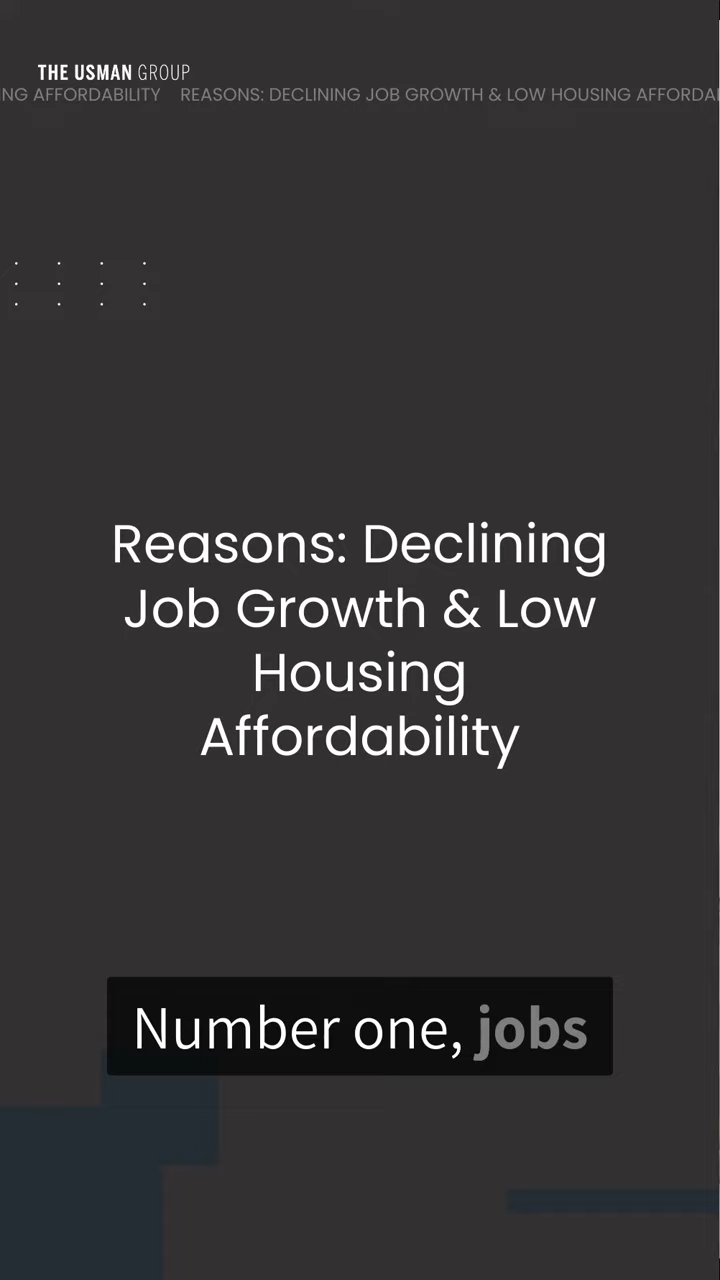 THE USMAN GROUP
NG AFFORDABILITY REASONS: DECLINING JOB GROWTH & LOW HOUSING AFFORDA
Reasons: Declining
Job Growth & Low
Housing
Affordability
Number one, jobs